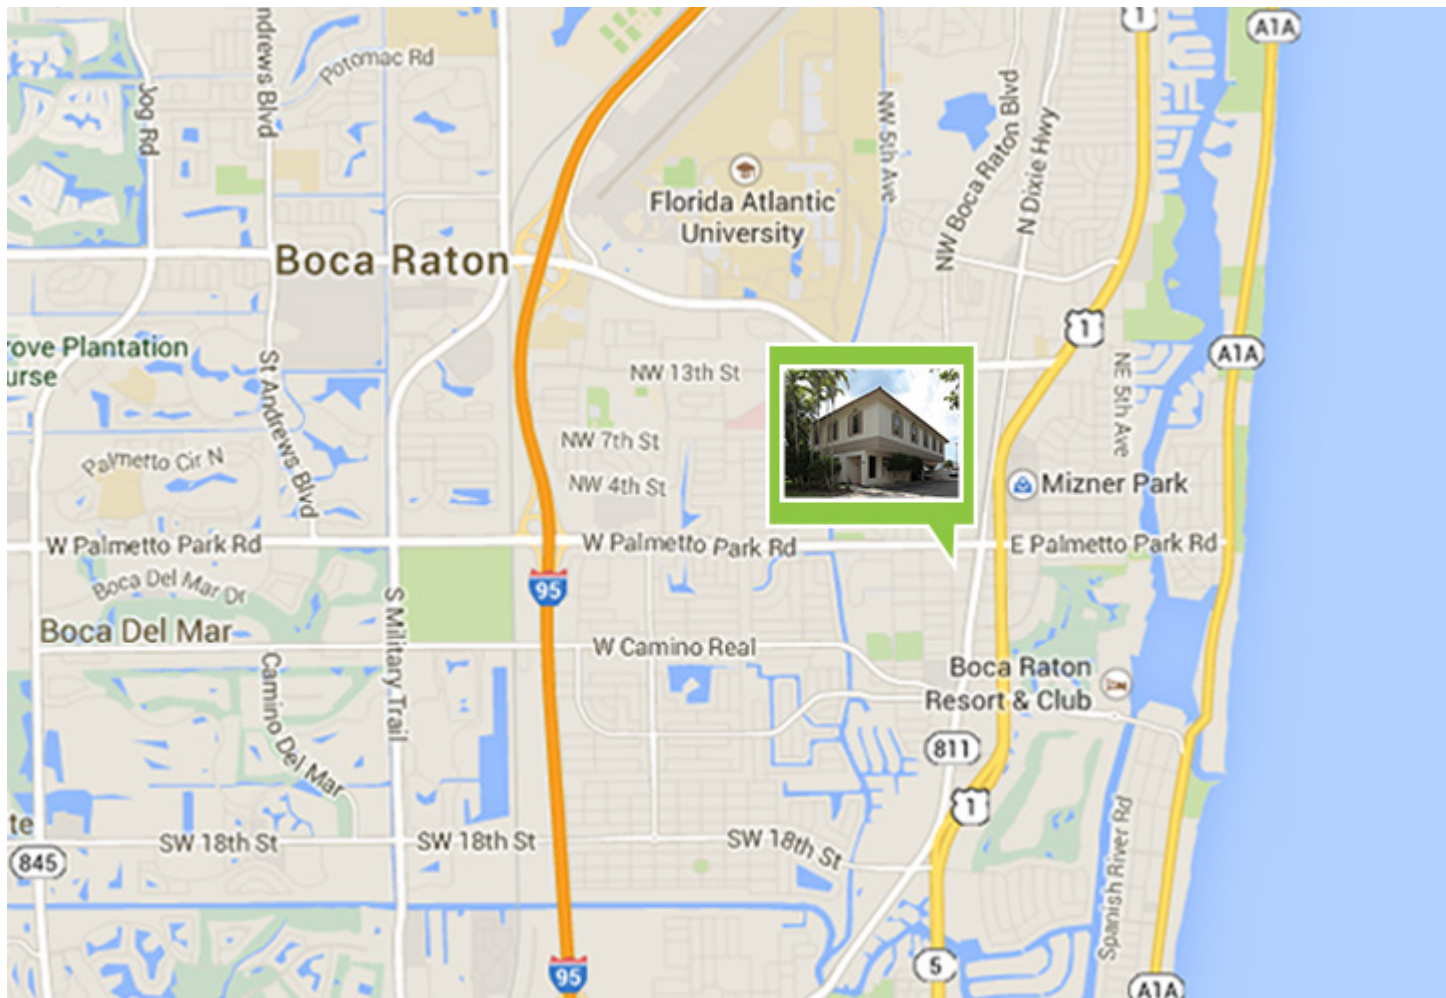 1
A1A
ndrews Blvd
Potomac Rd
Jog Rd
NW 5th Ave
NW Boca Raton Blvd
N Dixie Hwy
Florida Atlantic
University
Boca Raton
1
ove Plantation
urse
A1A
St Andrews Blvd
NW 13th St
NE 5th Ave
NW 7th St
Palmetto Cir N
NW 4th St
Mizner Park
W Palmetto Park Rd
W Palmetto Park Rd
E Palmetto Park Rd
Boca Del Mar Dr
95
S Military Trail
Boca Del Mar
W Camino Real
Camino Del Mar
Boca Raton
Resort & Club
811
1
Spanish River Rd
te
SW 18th St
SW 18th St
SW 18th St
845
5
95
A1A